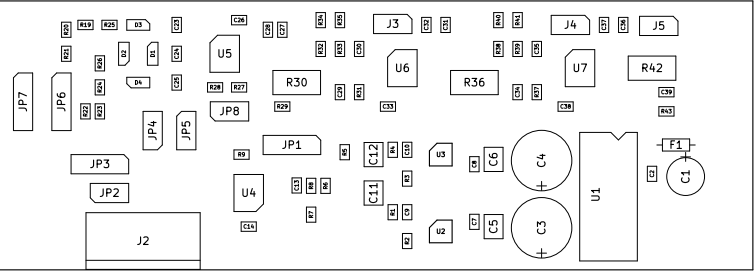 R20 R19 R25 D3 C23 C26 R34 R35 J3 C32 C31 R40 R41 J4 C37 C36 J5
C28 C27
R21 D2 D1 C24 U5 R32 R33 C30 R38 R39 C35
R26 U6 U7 R42
JP7 JP6 R24 D4 C25 R28 R27 R30 C29 R31 R36 C34 R37 C39
R22 R23 JP8 R29 C33 C38 R43
JP4 JP5
JP1 F1
R9 R5 C12 R4 C10 U3 C8 C6 C4
JP3 C2 C1
JP2 U4 C13 R8 R6 C11 R3 U1
R7 R1 C9 C7 C5 C3
C14 U2
J2 R2